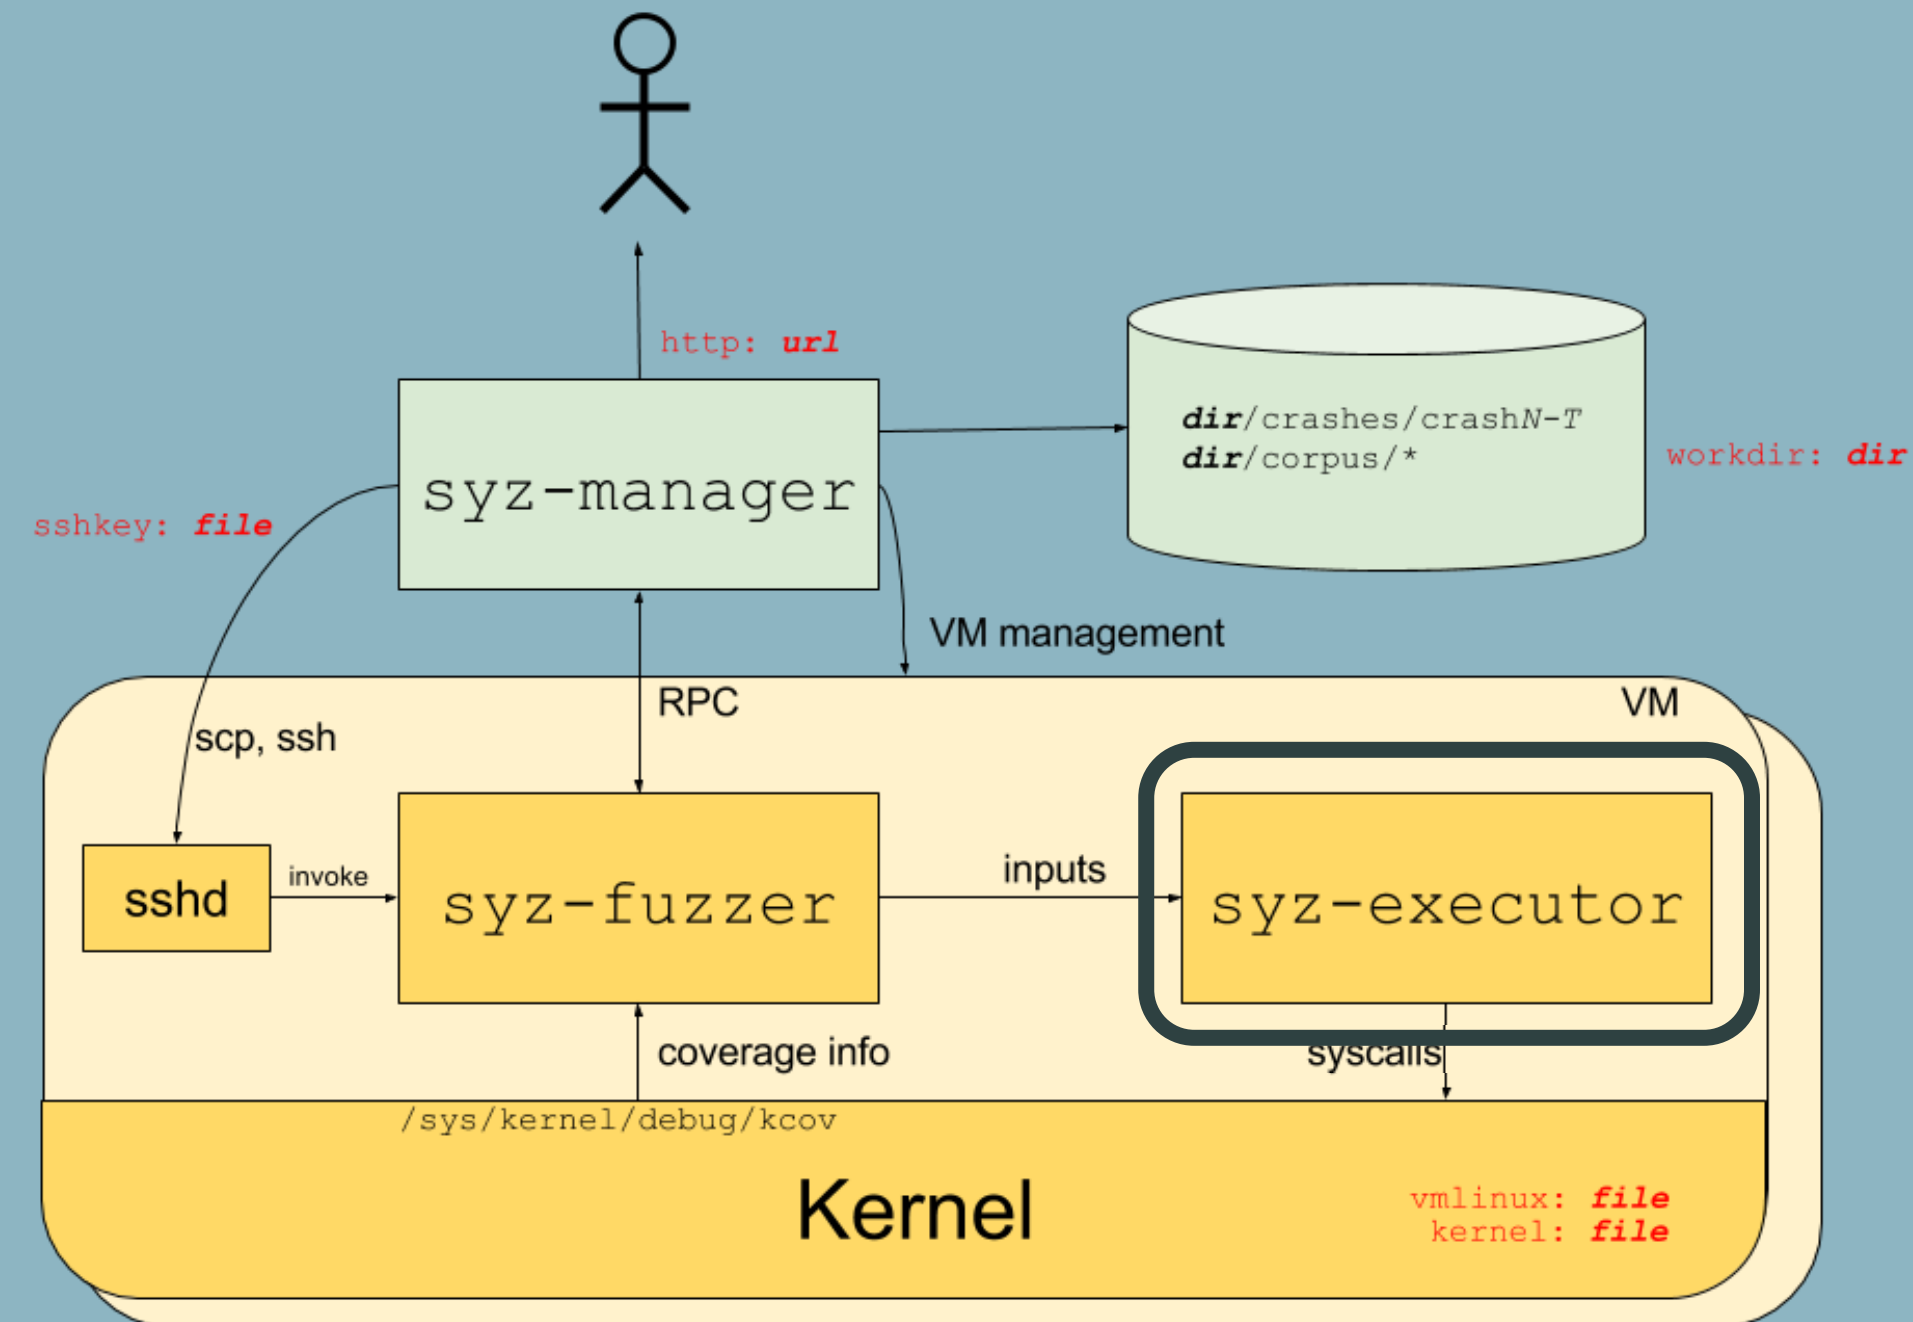 http: url
dir/crashes/crashN-T
dir/corpus/*
workdir: dir
syz-manager
sshkey: file
VM management
RPC
VM
scp, ssh
sshd
invoke
syz-fuzzer
inputs
syz-executor
coverage info
syscalls
/sys/kernel/debug/kcov
Kernel
vmlinux: file
kernel: file